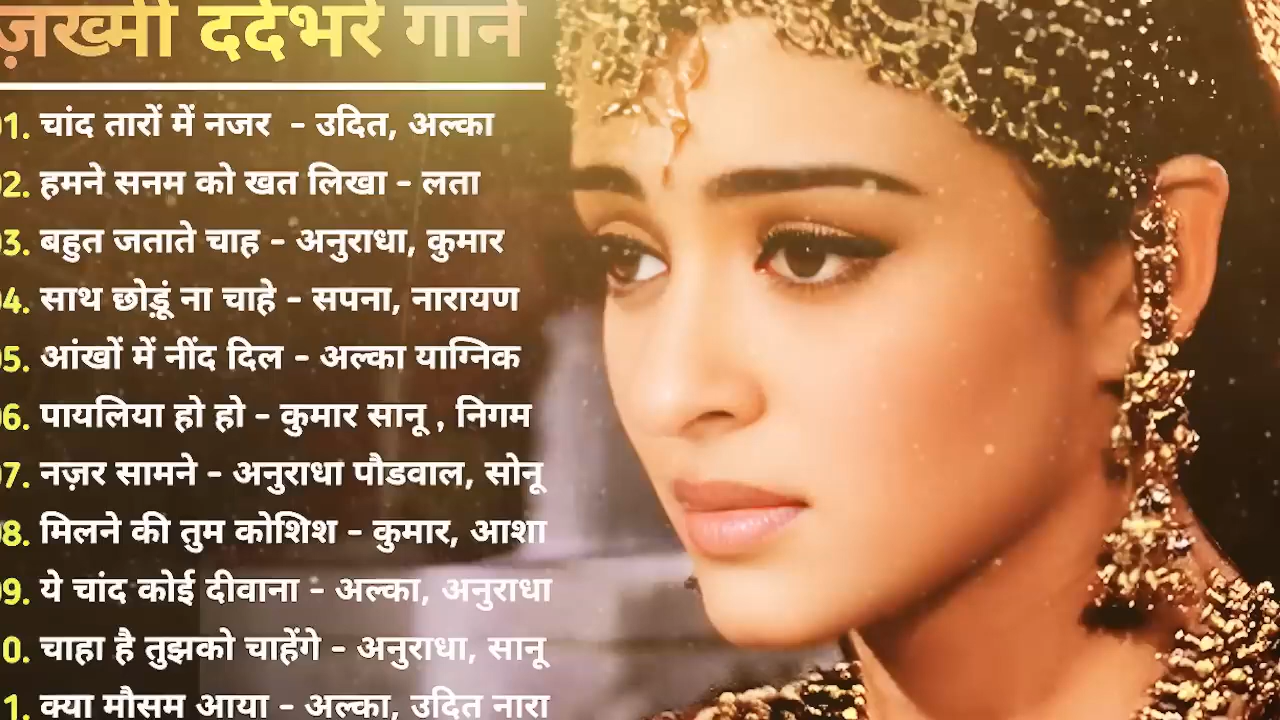 ज़ख्मी दर्दभरे गाने
01. चांद तारों में नजर - उदित, अल्का
02. हमने सनम को खत लिखा - लता
03. बहुत जताते चाह - अनुराधा, कुमार
04. साथ छोड़ूं ना चाहे - सपना, नारायण
05. आंखों में नींद दिल - अल्का याग्निक
06. पायलिया हो हो - कुमार सानू , निगम
07. नज़र सामने - अनुराधा पौडवाल, सोनू
08. मिलने की तुम कोशिश - कुमार, आशा
09. ये चांद कोई दीवाना - अल्का, अनुराधा
0. चाहा है तुझको चाहेंगे - अनुराधा, सानू
1. क्या मौसम आया - अल्का, उदित नारा